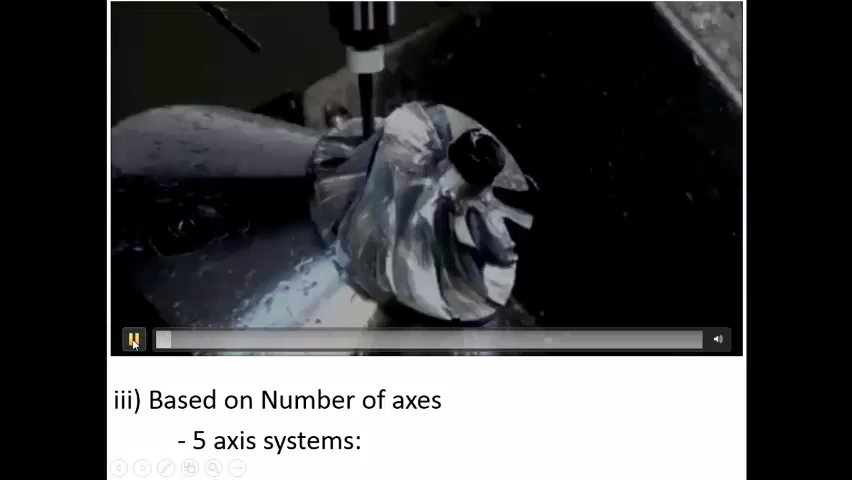 iii) Based on Number of axes
- 5 axis systems: